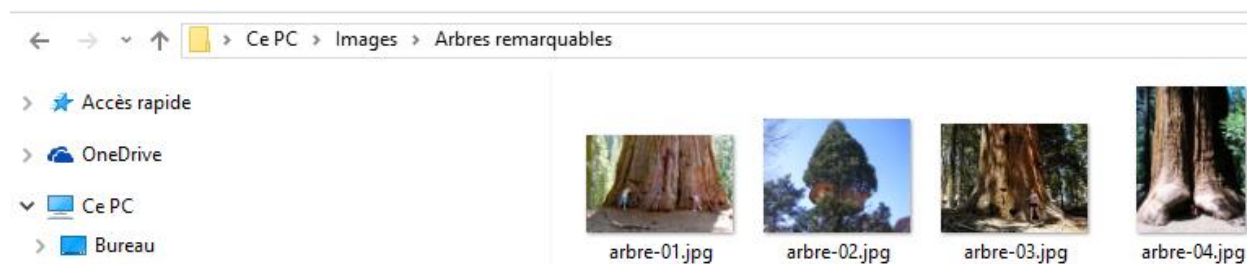 Ce PC > Images > Arbres remarquables
Accès rapide
OneDrive
Ce PC
Bureau
arbre-01.jpg arbre-02.jpg arbre-03.jpg arbre-04.jpg